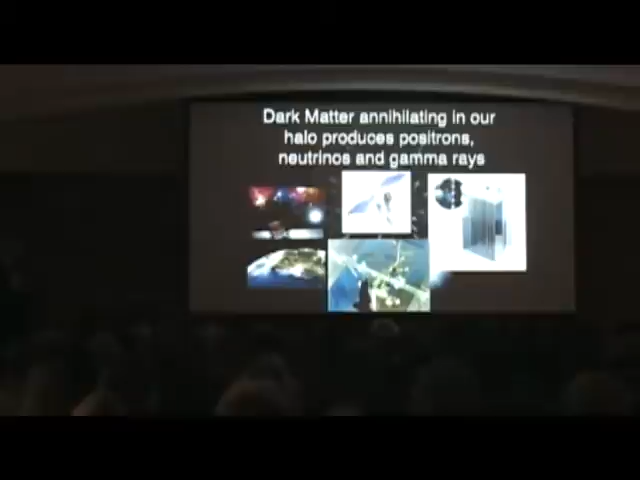 Dark Matter annihilating in our
halo produces positrons,
neutrinos and gamma rays